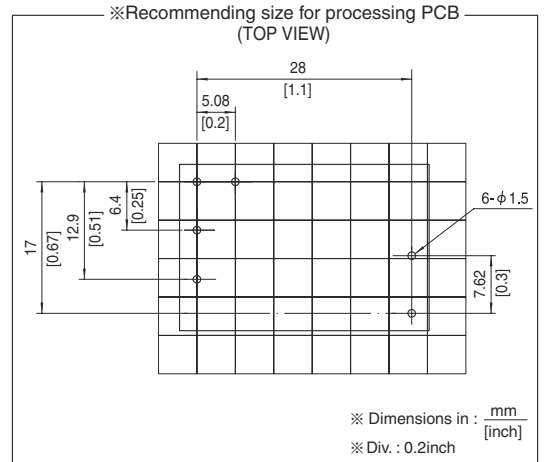 ※Recommending size for processing PCB
(TOP VIEW)
28
[1.1]
5.08
[0.2]
17
[0.67]
12.9
[0.51]
6.4
[0.25]
6-ϕ1.5
7.62
[0.3]
※ Dimensions in : mm
[inch]
※Div. : 0.2inch